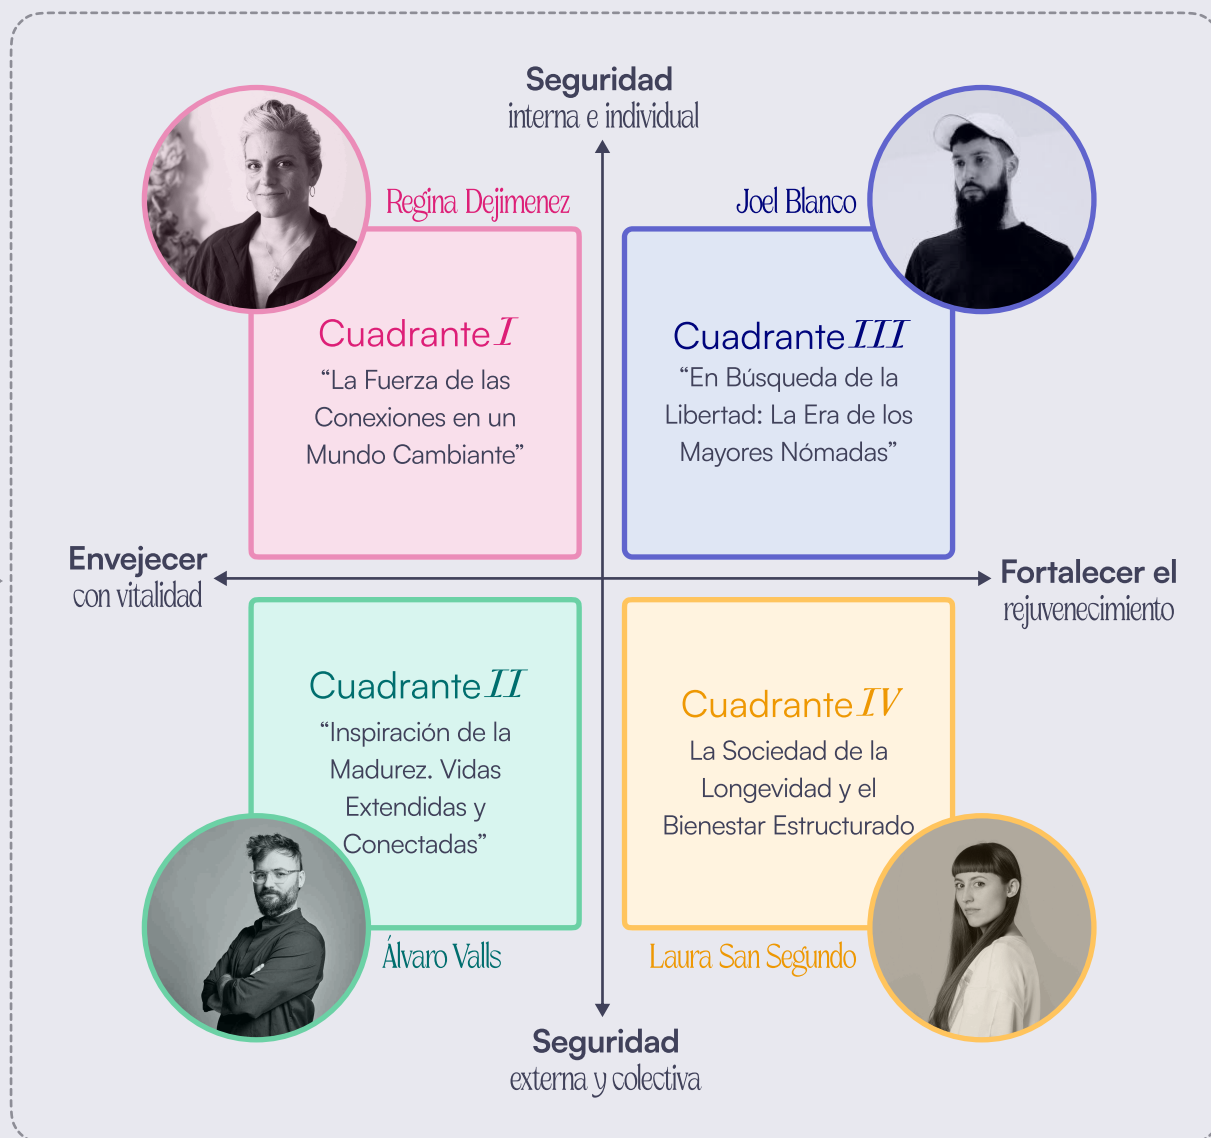 Seguridad
interna e individual
Regina Dejimenez
Joel Blanco
Cuadrante I
“La Fuerza de las
Conexiones en un
Mundo Cambiante”
Cuadrante III
“En Búsqueda de la
Libertad: La Era de los
Mayores Nómadas”
Envejecer
con vitalidad
Fortalecer el
rejuvenecimiento
Cuadrante II
“Inspiración de la
Madurez. Vidas
Extendidas y
Conectadas”
Cuadrante IV
La Sociedad de la
Longevidad y el
Bienestar Estructurado
Álvaro Valls
Laura San Segundo
Seguridad
externa y colectiva